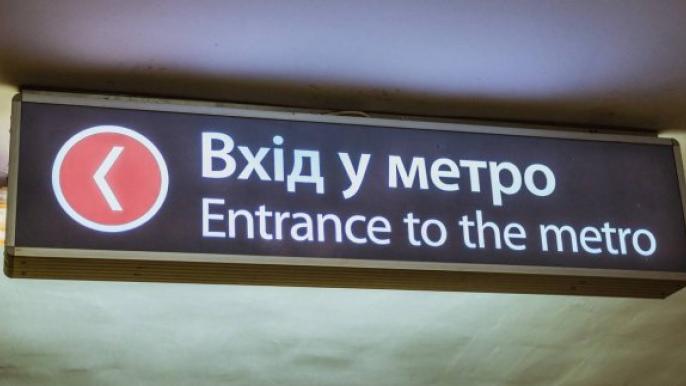 Вхід у метро
Entrance to the metro